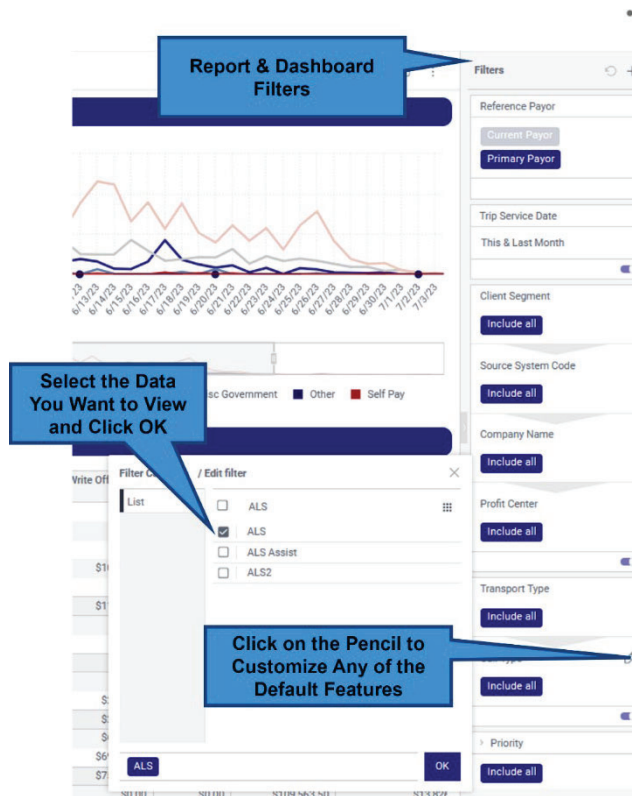 Report & Dashboard
Filters
Filters
Reference Payor
Current Payor
Primary Payor
Trip Service Date
This & Last Month
Client Segment
Include all
Source System Code
Include all
Company Name
Include all
Profit Center
Include all
Transport Type
Include all
Include all
Priority
Include all
6/13/23
6/14/23
6/15/23
6/16/23
6/17/23
6/18/23
6/19/23
6/20/23
6/21/23
6/22/23
6/23/23
6/24/23
6/25/23
6/26/23
6/27/23
6/28/23
6/29/23
6/30/23
7/1/23
7/2/23
7/3/23
Government
Other
Self Pay
Select the Data
You Want to View
and Click OK
Write Off
Filter
/ Edit filter
List
ALS
ALS
ALS Assist
ALS2
Click on the Pencil to
Customize Any of the
Default Features
ALS
OK